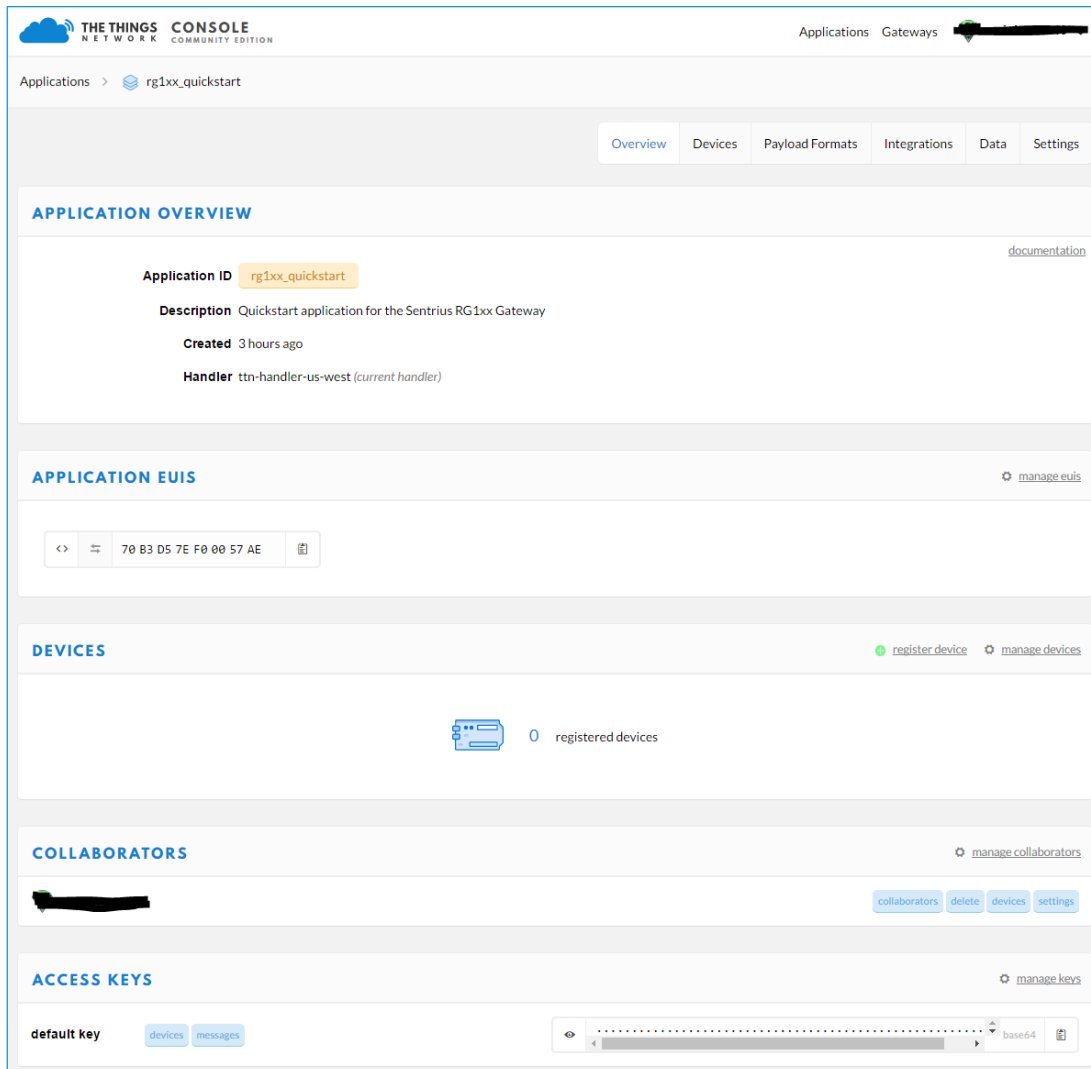 THE THINGS NETWORK CONSOLE COMMUNITY EDITION
Applications Gateways
Applications > rg1xx_quickstart
Overview Devices Payload Formats Integrations Data Settings
APPLICATION OVERVIEW
documentation
Application ID rg1xx_quickstart
Description Quickstart application for the Sentrius RG1xx Gateway
Created 3 hours ago
Handler ttn-handler-us-west (current handler)
APPLICATION EUIS manage euis
<> 70 B3 D5 7E F0 00 57 AE
DEVICES register device manage devices
0 registered devices
COLLABORATORS manage collaborators
collaborators delete devices settings
ACCESS KEYS manage keys
default key devices messages base64